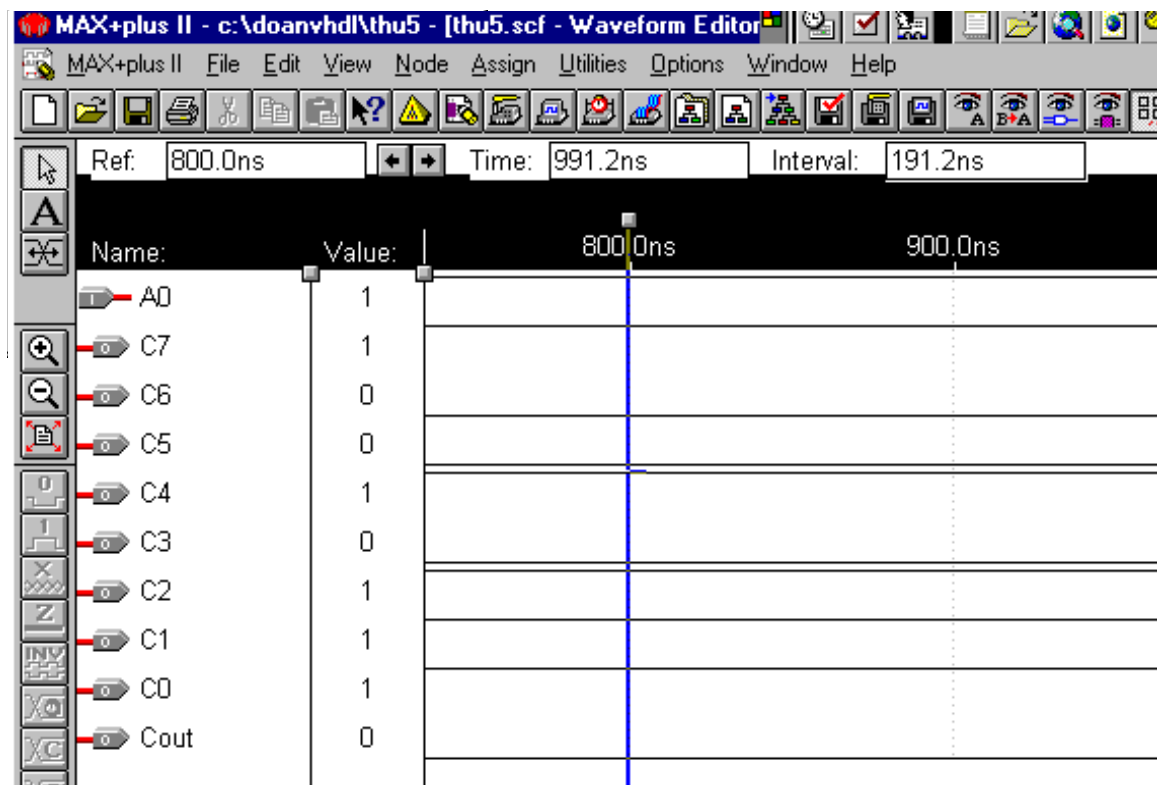 MAX+plus II - c:\doanvhdl\thu5 - [thu5.scf - Waveform Editor
MAX+plus II File Edit View Node Assign Utilities Options Window Help
Ref: 800.0ns Time: 991.2ns Interval: 191.2ns
800.0ns 900.0ns
Name: Value:
A0 1
C7 1
C6 0
C5 0
C4 1
C3 0
C2 1
C1 1
C0 1
Cout 0